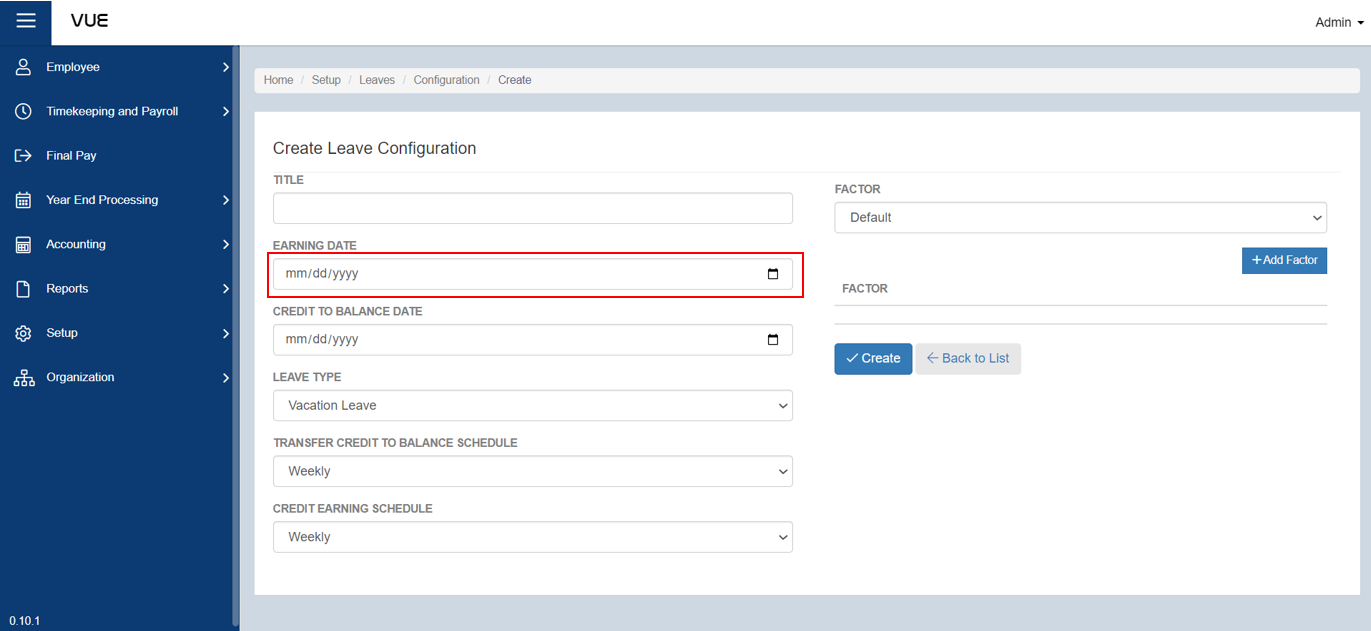 VUE
Admin
Employee
Timekeeping and Payroll
Final Pay
Year End Processing
Accounting
Reports
Setup
Organization
0.10.1
Home / Setup / Leaves / Configuration / Create
Create Leave Configuration
TITLE
EARNING DATE
mm/dd/yyyy
CREDIT TO BALANCE DATE
mm/dd/yyyy
LEAVE TYPE
Vacation Leave
TRANSFER CREDIT TO BALANCE SCHEDULE
Weekly
CREDIT EARNING SCHEDULE
Weekly
FACTOR
Default
+Add Factor
FACTOR
Create
Back to List